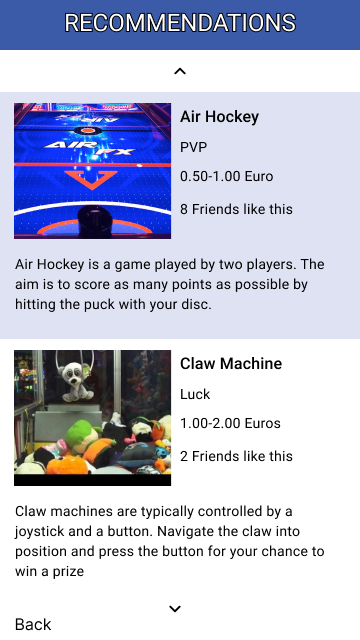 RECOMMENDATIONS
AIR FX
Air Hockey
PVP
0.50-1.00 Euro
8 Friends like this
Air Hockey is a game played by two players. The
aim is to score as many points as possible by
hitting the puck with your disc.
Claw Machine
Luck
1.00-2.00 Euros
2 Friends like this
Claw machines are typically controlled by a
joystick and a button. Navigate the claw into
position and press the button for your chance to
win a prize
Back